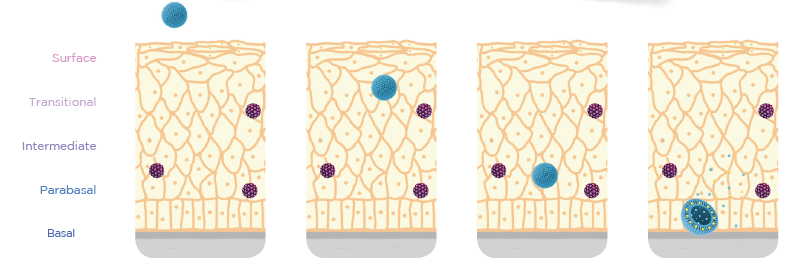 Surface
Transitional
Intermediate
Parabasal
Basal